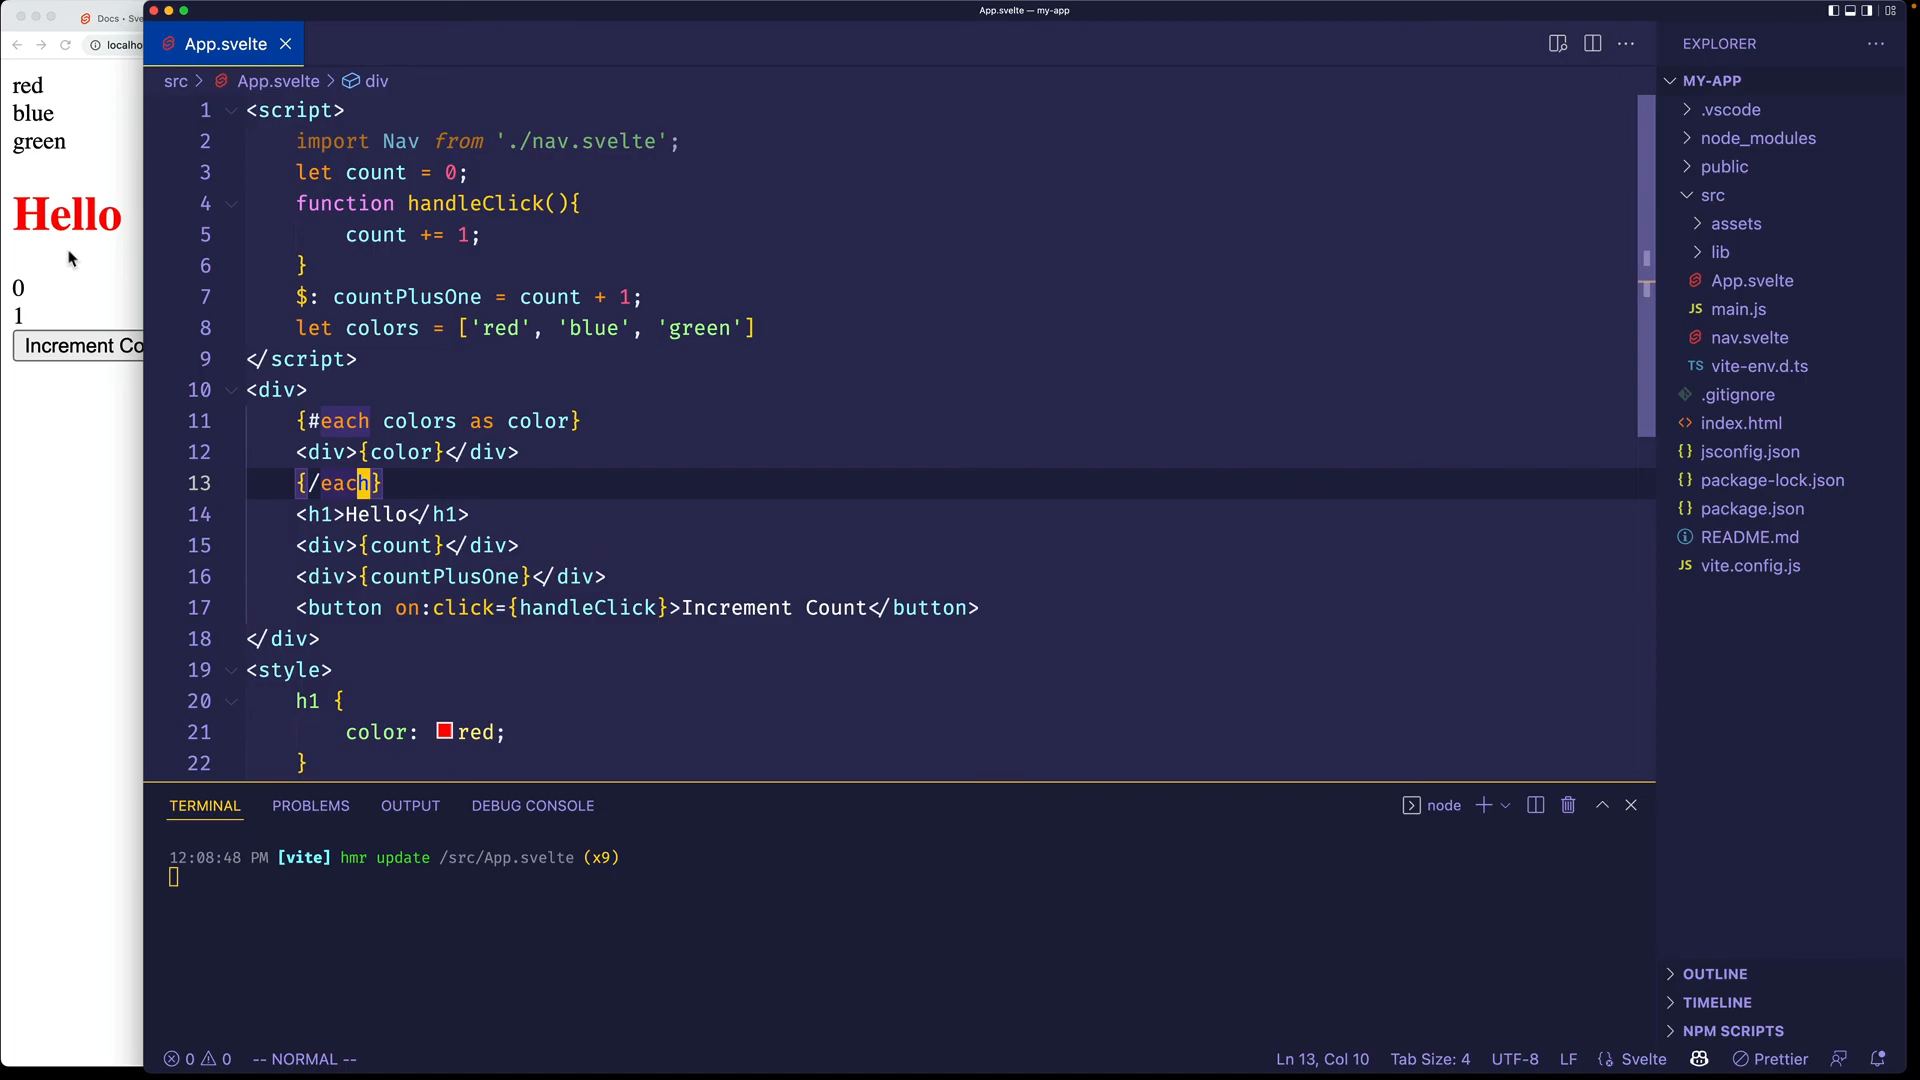 Docs • Sve
localho
red
blue
green
Hello
0
1
Increment Co
App.svelte — my-app
App.svelte
src > App.svelte > div
1 <script>
2 import Nav from './nav.svelte';
3 let count = 0;
4 function handleClick(){
5 count += 1;
6 }
7 $: countPlusOne = count + 1;
8 let colors = ['red', 'blue', 'green']
9 </script>
10 <div>
11 {#each colors as color}
12 <div>{color}</div>
13 {/each}
14 <h1>Hello</h1>
15 <div>{count}</div>
16 <div>{countPlusOne}</div>
17 <button on:click={handleClick}>Increment Count</button>
18 </div>
19 <style>
20 h1 {
21 color: red;
22 }
TERMINAL PROBLEMS OUTPUT DEBUG CONSOLE
node
12:08:48 PM [vite] hmr update /src/App.svelte (x9)
EXPLORER
MY-APP
.vscode
node_modules
public
src
assets
lib
App.svelte
JS main.js
nav.svelte
TS vite-env.d.ts
.gitignore
<> index.html
{} jsconfig.json
{} package-lock.json
{} package.json
README.md
JS vite.config.js
OUTLINE
TIMELINE
NPM SCRIPTS
0 0 -- NORMAL --
Ln 13, Col 10 Tab Size: 4 UTF-8 LF {} Svelte Prettier